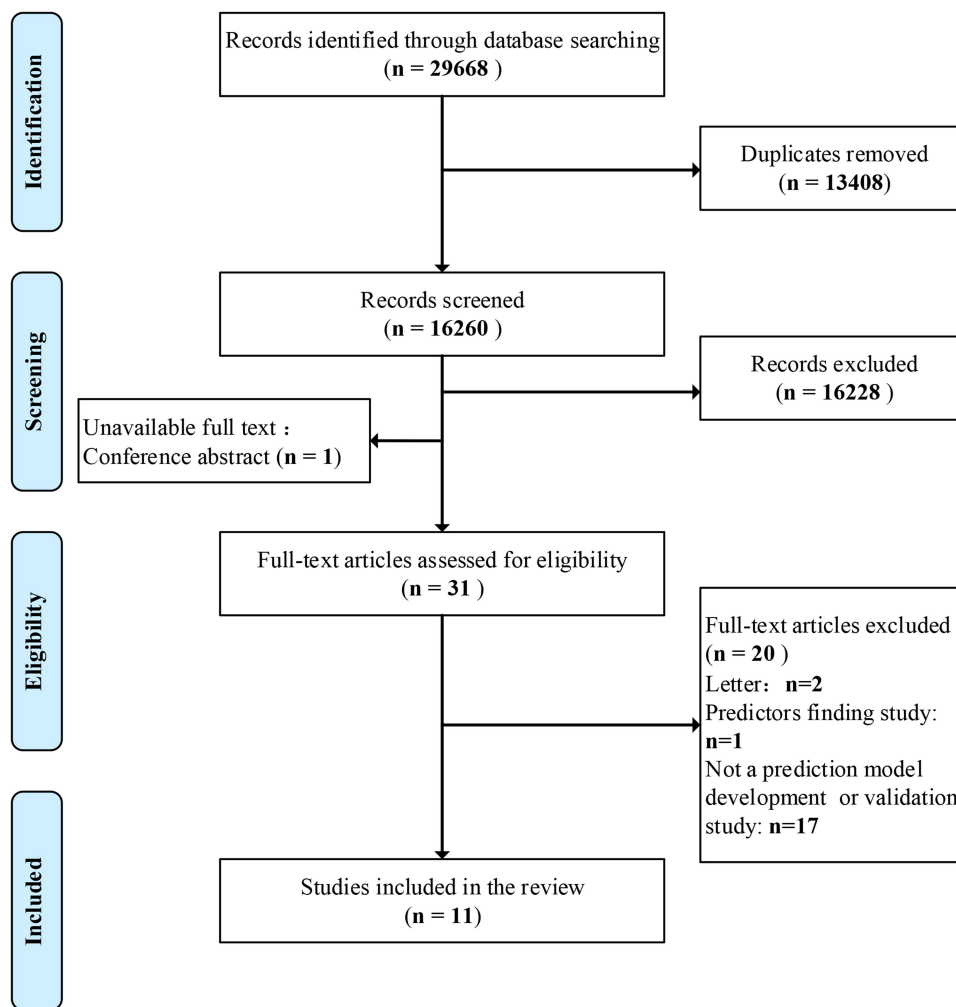 Identification
Records identified through database searching
(n = 29668 )
Duplicates removed
(n = 13408)
Screening
Records screened
(n = 16260 )
Records excluded
(n = 16228 )
Unavailable full text :
Conference abstract (n = 1)
Eligibility
Full-text articles assessed for eligibility
(n = 31 )
Full-text articles excluded
(n = 20 )
Letter：n=2
Predictors finding study:
n=1
Not a prediction model
development or validation
study: n=17
Included
Studies included in the review
(n = 11)